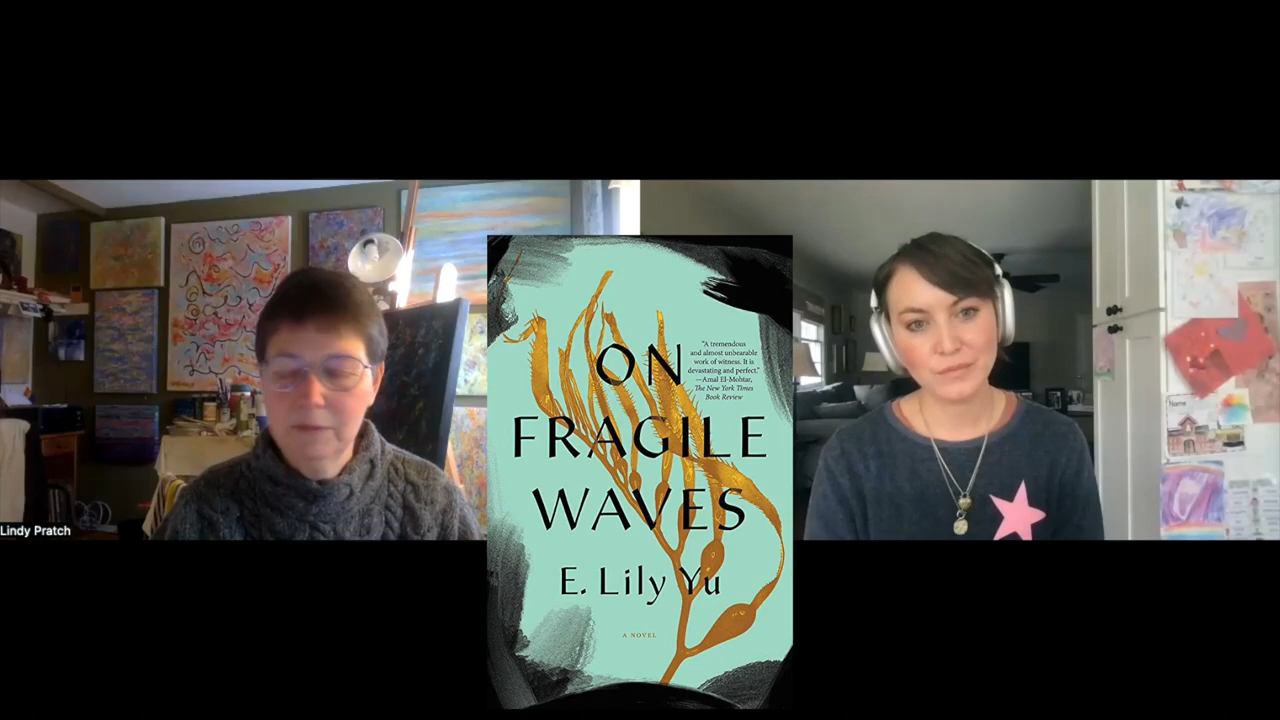 "A tremendous
and almost unbearable
work of witness. It is
devastating and perfect."
—Amal El-Mohtar,
The New York Times
Book Review
ON
FRAGILE
WAVES
E. Lily Yu
A NOVEL
Lindy Pratch
Name